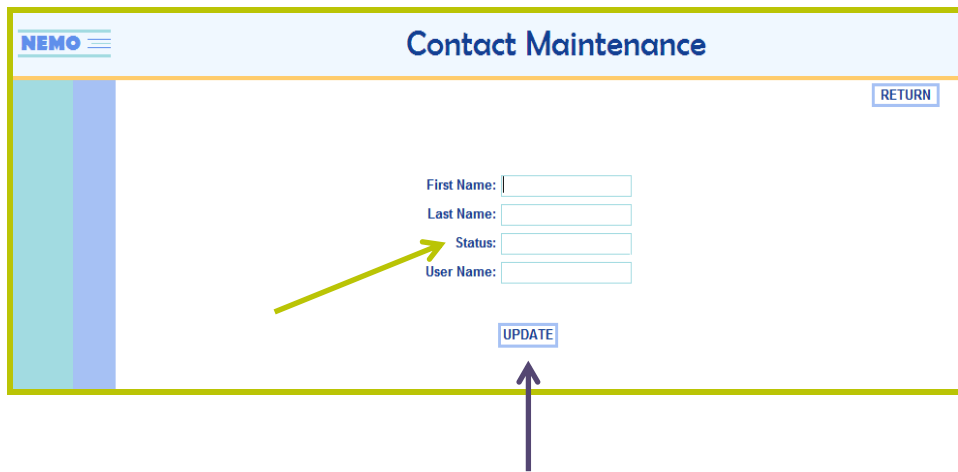 NEMO
Contact Maintenance
RETURN
First Name:
Last Name:
Status:
User Name:
UPDATE